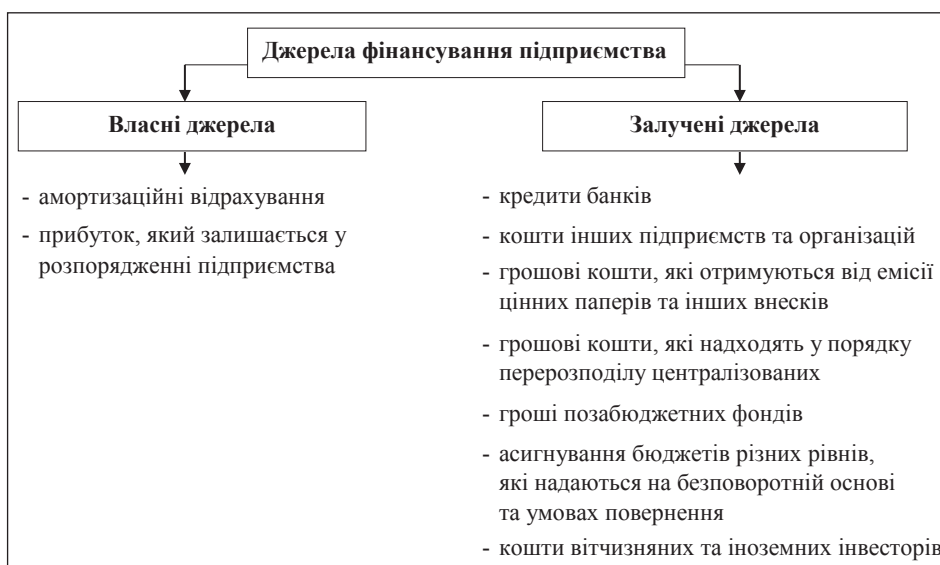 Джерела фінансування підприємства
Власні джерела
- амортизаційні відрахування
- прибуток, який залишається у
розпорядженні підприємства
Залучені джерела
- кредити банків
- кошти інших підприємств та організацій
- грошові кошти, які отримуються від емісії
цінних паперів та інших внесків
- грошові кошти, які надходять у порядку
перерозподілу централізованих
- гроші позабюджетних фондів
- асигнування бюджетів різних рівнів,
які надаються на безповоротній основі
та умовах повернення
- кошти вітчизняних та іноземних інвесторів